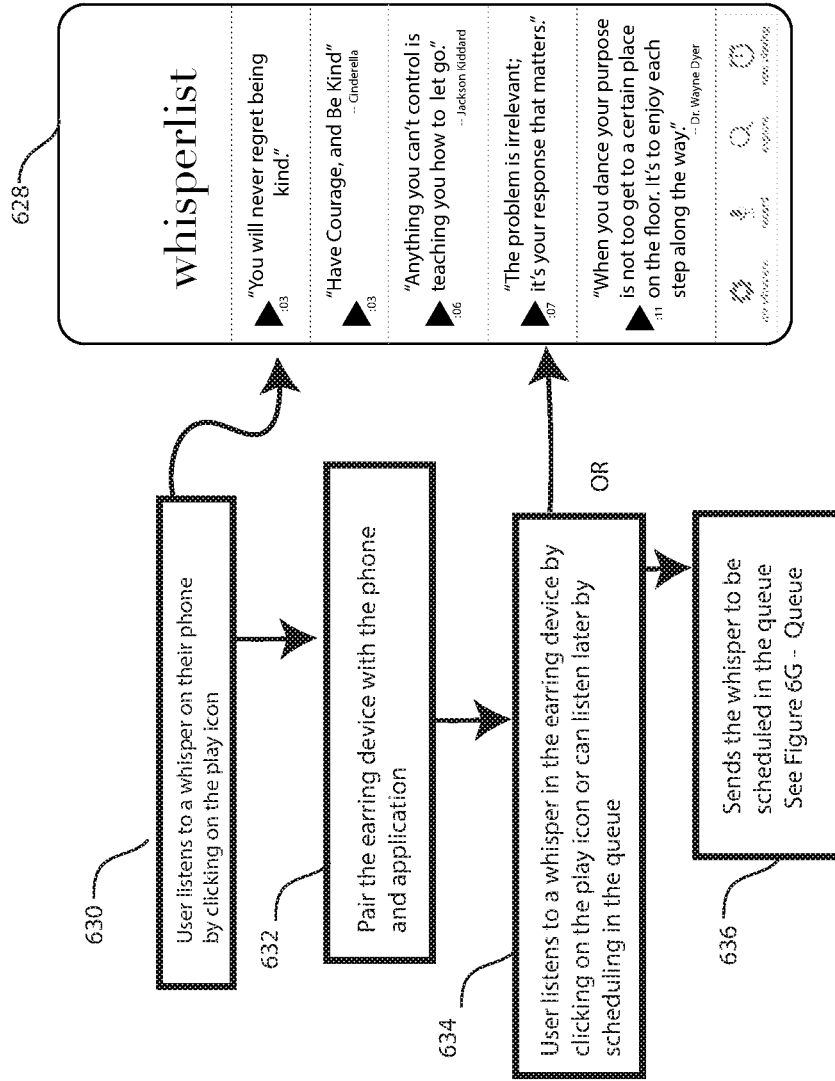 628
whisperlist
"You will never regret being
kind."
:03
"Have Courage, and Be Kind"
-- Cinderella
:03
"Anything you can't control is
teaching you how to let go."
-- Jackson Kiddard
:06
"The problem is irrelevant;
it's your response that matters."
:07
"When you dance your purpose
is not too get to a certain place
on the floor. It's to enjoy each
step along the way."
-- Dr. Wayne Dyer
:11
record
explore
630
User listens to a whisper on their phone
by clicking on the play icon
632
Pair the earring device with the phone
and application
634
User listens to a whisper in the earring device by
clicking on the play icon or can listen later by
scheduling in the queue
OR
636
Sends the whisper to be
scheduled in the queue
See Figure 6G - Queue